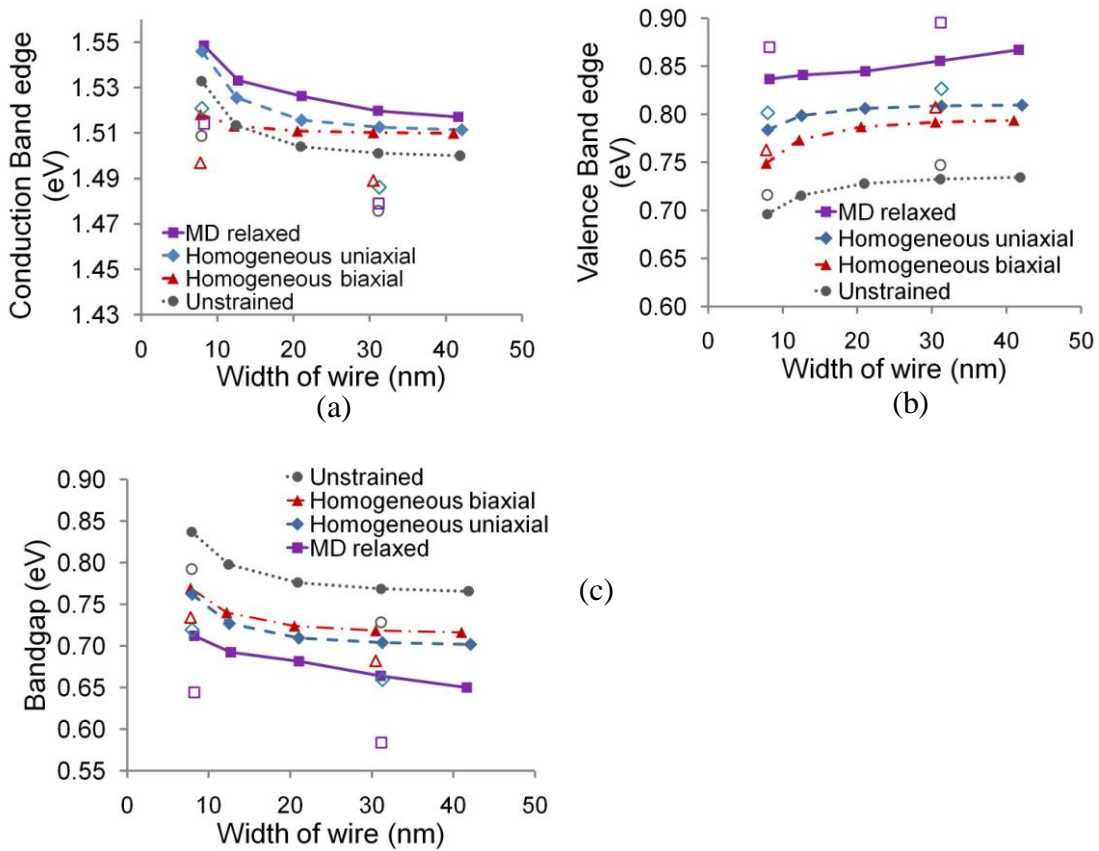 Conduction Band edge
(eV)
1.55
1.53
1.51
1.49
1.47
1.45
1.43
MD relaxed
Homogeneous uniaxial
Homogeneous biaxial
Unstrained
0 10 20 30 40 50
Width of wire (nm)
(a)
Valence Band edge
(eV)
0.90
0.85
0.80
0.75
0.70
0.65
0.60
MD relaxed
Homogeneous uniaxial
Homogeneous biaxial
Unstrained
0 10 20 30 40 50
Width of wire (nm)
(b)
Bandgap (eV)
0.90
0.85
0.80
0.75
0.70
0.65
0.60
0.55
Unstrained
Homogeneous biaxial
Homogeneous uniaxial
MD relaxed
0 10 20 30 40 50
Width of wire (nm)
(c)